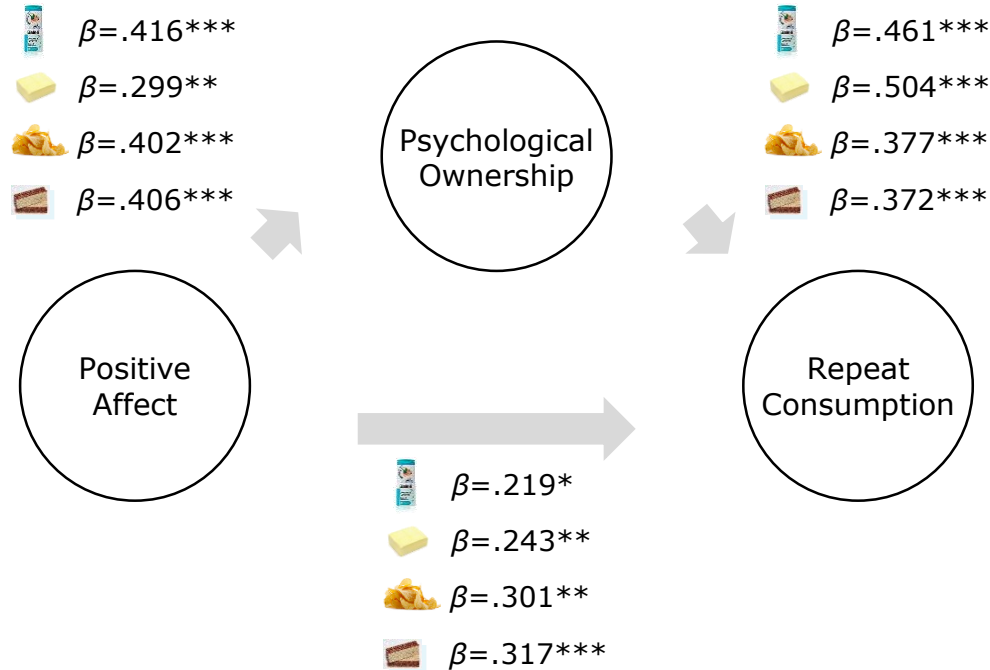 β=.416***
β=.299**
β=.402***
β=.406***
Psychological
Ownership
β=.461***
β=.504***
β=.377***
β=.372***
Positive
Affect
Repeat
Consumption
β=.219*
β=.243**
β=.301**
β=.317***